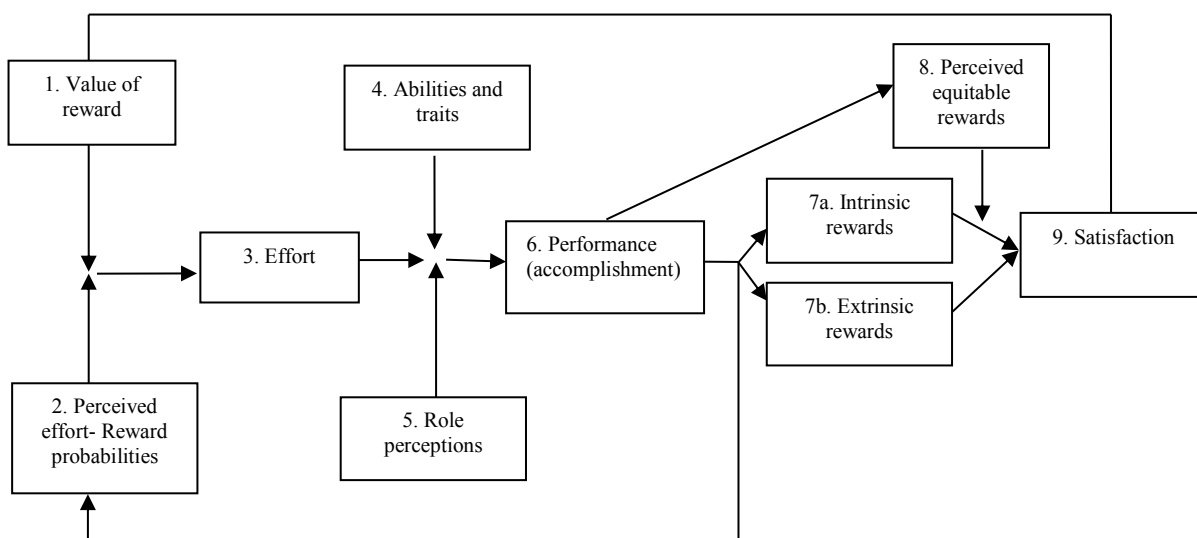 1. Value of
reward
2. Perceived
effort- Reward
probabilities
3. Effort
4. Abilities and
traits
5. Role
perceptions
6. Performance
(accomplishment)
7a. Intrinsic
rewards
7b. Extrinsic
rewards
8. Perceived
equitable
rewards
9. Satisfaction